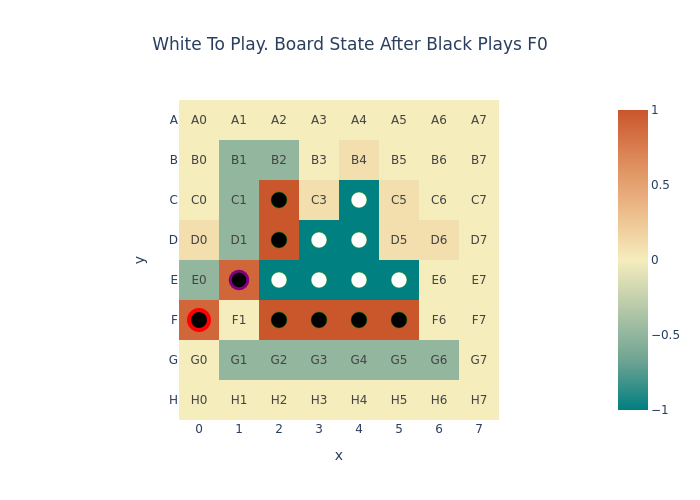 White To Play. Board State After Black Plays F0
A A0 A1 A2 A3 A4 A5 A6 A7
B B0 B1 B2 B3 B4 B5 B6 B7
C C0 C1 C3 C5 C6 C7
D D0 D1 D5 D6 D7
E E0 E6 E7
F F1 F6 F7
G G0 G1 G2 G3 G4 G5 G6 G7
H H0 H1 H2 H3 H4 H5 H6 H7
0 1 2 3 4 5 6 7
x
y
1
0.5
0
−0.5
−1